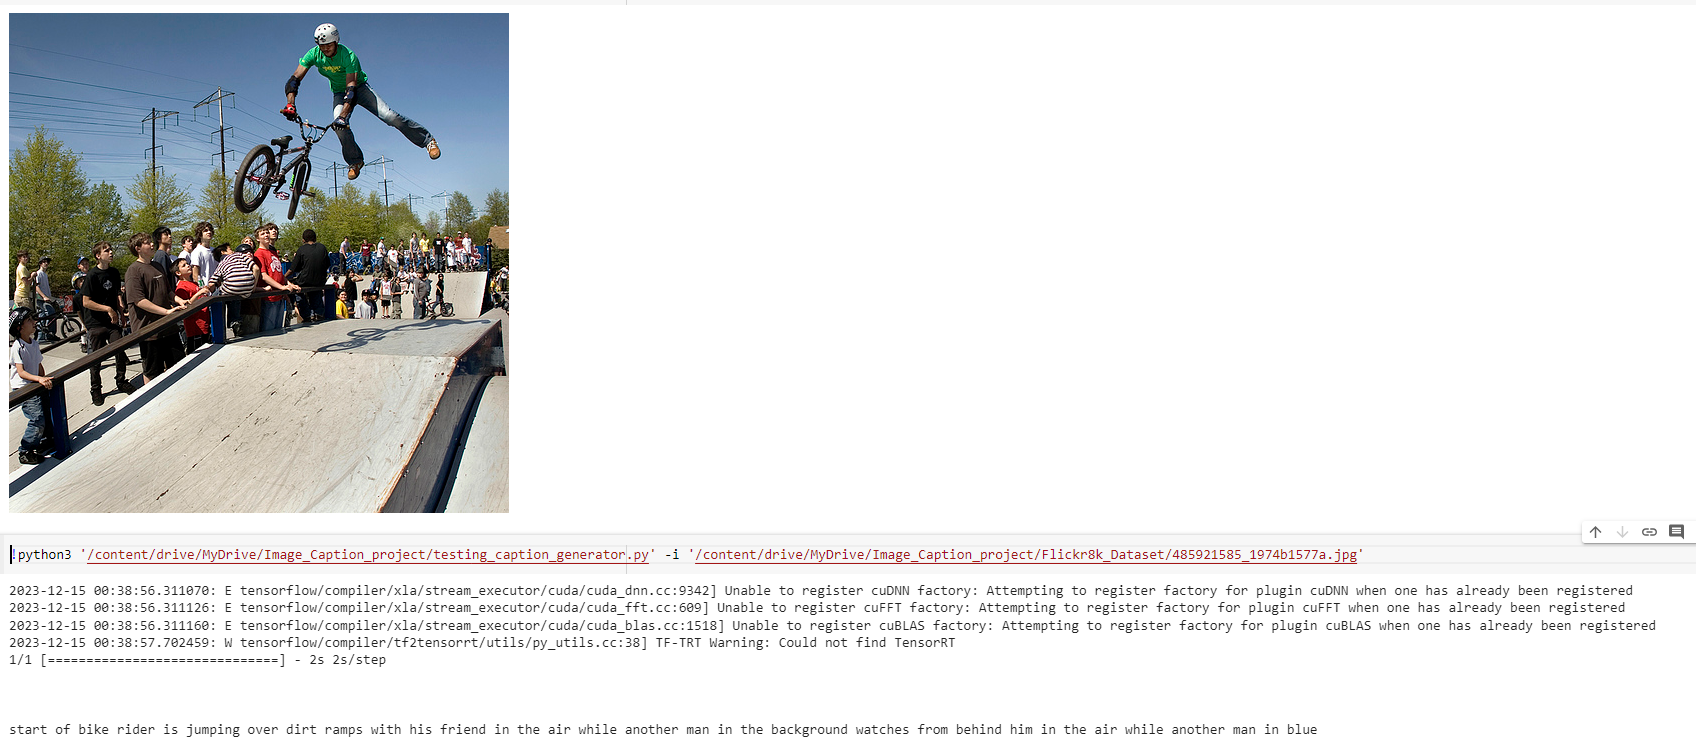 !python3 '/content/drive/MyDrive/Image_Caption_project/testing_caption_generator.py' -i '/content/drive/MyDrive/Image_Caption_project/Flickr8k_Dataset/485921585_1974b1577a.jpg'
2023-12-15 00:38:56.311070: E tensorflow/compiler/xla/stream_executor/cuda/cuda_dnn.cc:9342] Unable to register cuDNN factory: Attempting to register factory for plugin cuDNN when one has already been registered
2023-12-15 00:38:56.311126: E tensorflow/compiler/xla/stream_executor/cuda/cuda_fft.cc:609] Unable to register cuFFT factory: Attempting to register factory for plugin cuFFT when one has already been registered
2023-12-15 00:38:56.311160: E tensorflow/compiler/xla/stream_executor/cuda/cuda_blas.cc:1518] Unable to register cuBLAS factory: Attempting to register factory for plugin cuBLAS when one has already been registered
2023-12-15 00:38:57.702459: W tensorflow/compiler/tf2tensorrt/utils/py_utils.cc:38] TF-TRT Warning: Could not find TensorRT
1/1 [==============================] - 2s 2s/step
start of bike rider is jumping over dirt ramps with his friend in the air while another man in the background watches from behind him in the air while another man in blue